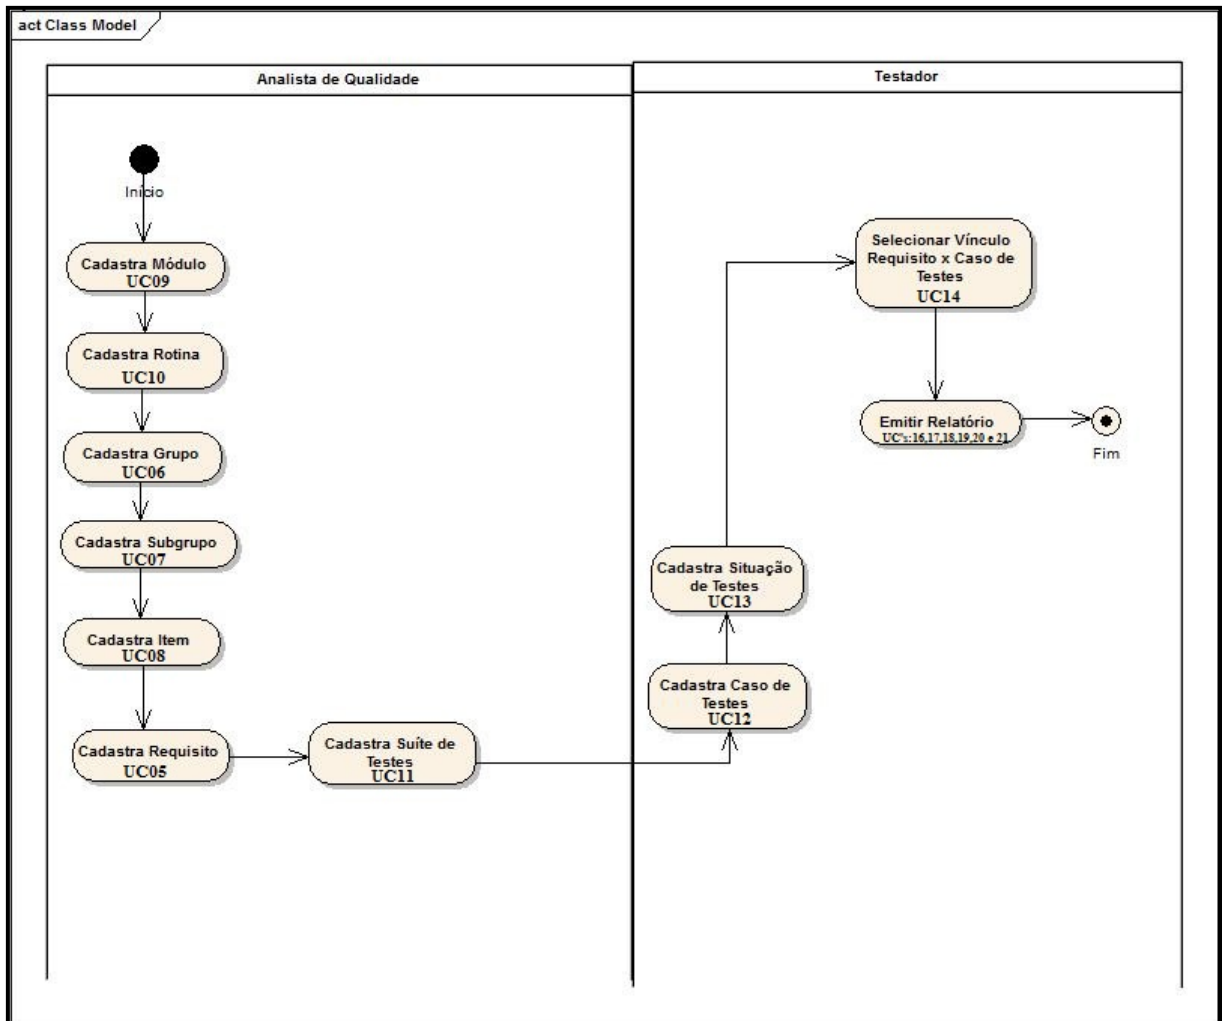 act Class Model
Analista de Qualidade
Testador
Início
Cadastra Módulo
UC09
Cadastra Rotina
UC10
Cadastra Grupo
UC06
Cadastra Subgrupo
UC07
Cadastra Item
UC08
Cadastra Requisito
UC05
Cadastra Suíte de
Testes
UC11
Cadastra Caso de
Testes
UC12
Cadastra Situação
de Testes
UC13
Selecionar Vínculo
Requisito x Caso de
Testes
UC14
Emitir Relatório
UC's:16,17,18,19,20 e 21
Fim